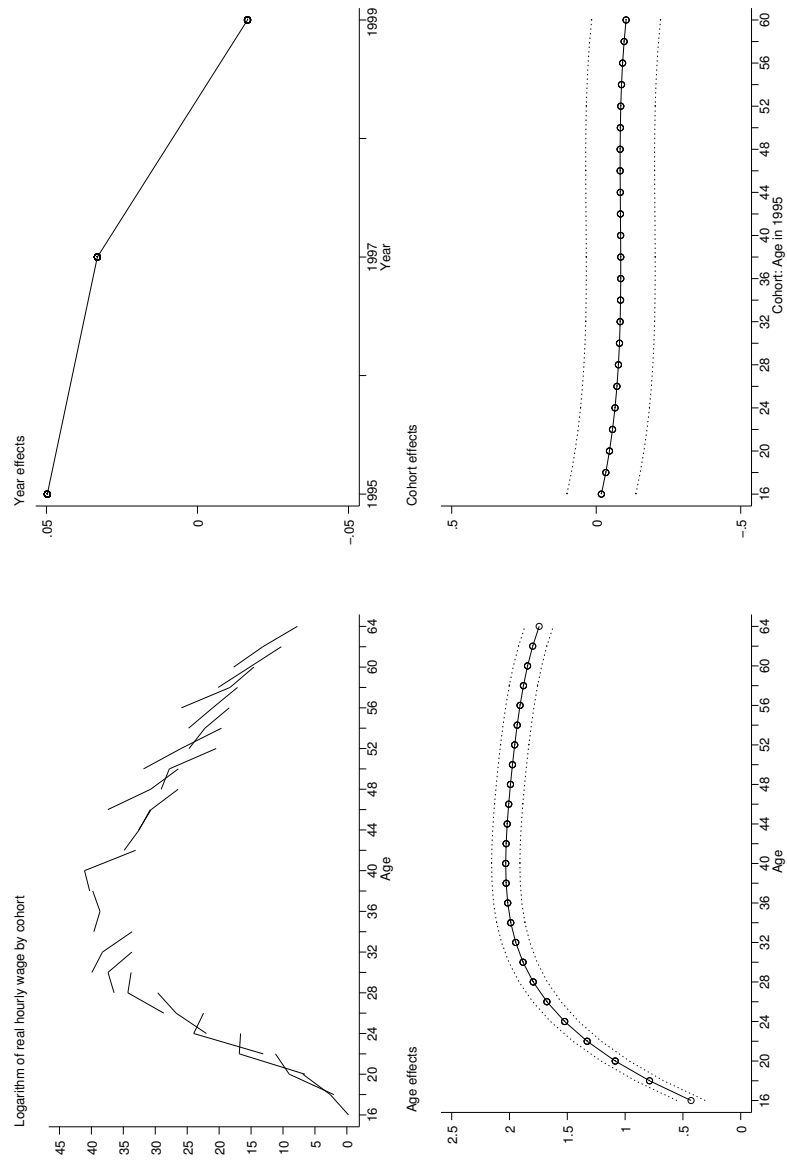 Logarithm of real hourly wage by cohort
45
40
35
30
25
20
15
10
5
0
16 20 24 28 32 36 40 44 48 52 56 60 64
Age
Year effects
.05
0
−.05
1995 1997 1999
Year
Age effects
2.5
2
1.5
1
.5
0
16 20 24 28 32 36 40 44 48 52 56 60 64
Age
Cohort effects
.5
0
−.5
16 20 24 28 32 36 40 44 48 52 56 60
Cohort: Age in 1995